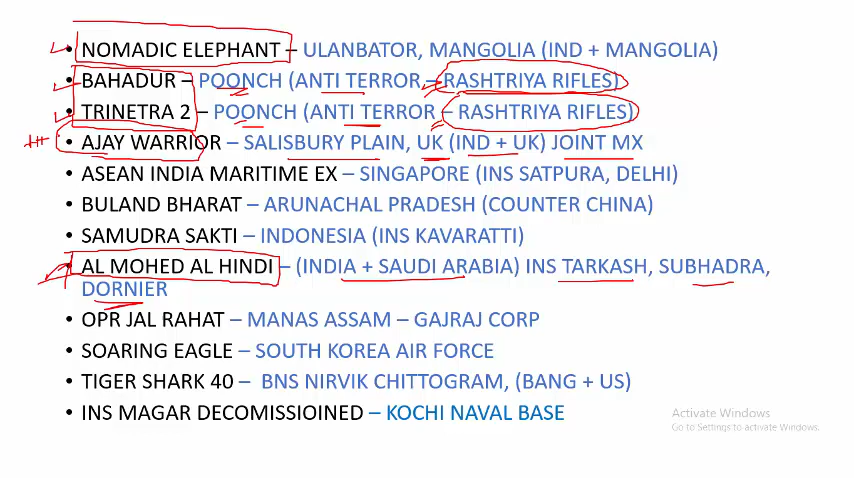 • NOMADIC ELEPHANT – ULANBATOR, MANGOLIA (IND + MANGOLIA)
• BAHADUR – POONCH (ANTI TERROR – RASHTRIYA RIFLES)
• TRINETRA 2 – POONCH (ANTI TERROR – RASHTRIYA RIFLES)
• AJAY WARRIOR – SALISBURY PLAIN, UK (IND + UK) JOINT MX
• ASEAN INDIA MARITIME EX – SINGAPORE (INS SATPURA, DELHI)
• BULAND BHARAT – ARUNACHAL PRADESH (COUNTER CHINA)
• SAMUDRA SAKTI – INDONESIA (INS KAVARATTI)
• AL MOHED AL HINDI – (INDIA + SAUDI ARABIA) INS TARKASH, SUBHADRA,
DORNIER
• OPR JAL RAHAT – MANAS ASSAM – GAJRAJ CORP
• SOARING EAGLE – SOUTH KOREA AIR FORCE
• TIGER SHARK 40 – BNS NIRVIK CHITTOGRAM, (BANG + US)
• INS MAGAR DECOMISSIOINED – KOCHI NAVAL BASE
Activate Windows
Go to Settings to activate Windows.